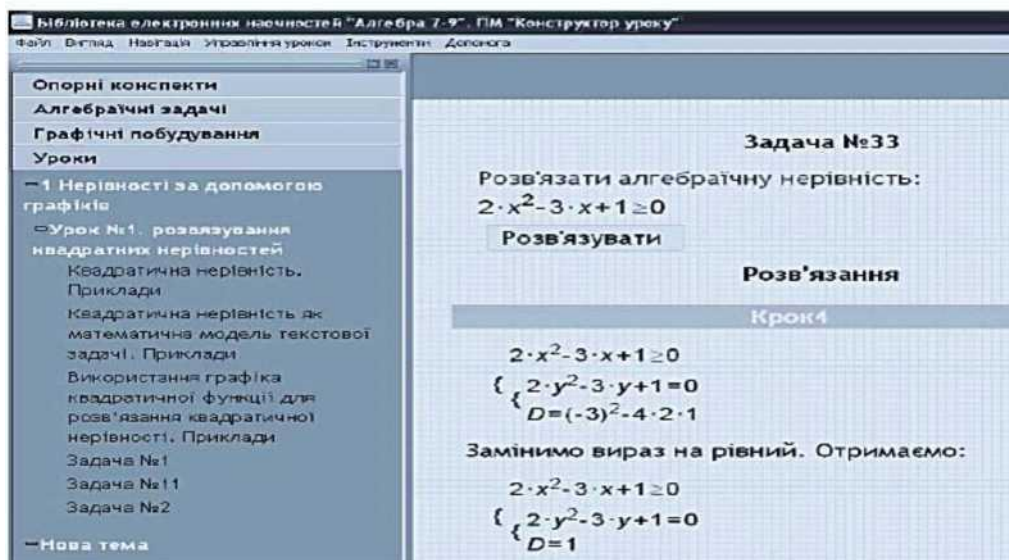 Бібліотека електронних наочностей "Алгебра 7-9". ПМ "Конструктор уроку"
Файл Вигляд Навігація Управління уроком Інструменти Допомога
Опорні конспекти
Алгебраїчні задачі
Графічні побудування
Уроки
1 Нерівності за допомогою
графіків
Урок №1. розвязування
квадратних нерівностей
Квадратична нерівність.
Приклади
Квадратична нерівність як
математична модель текстової
задачі. Приклади
Використання графіка
квадратичної функції для
розв'язання квадратичної
нерівності. Приклади
Задача №1
Задача №11
Задача №2
Нова тема
Задача №33
Розв'язати алгебраїчну нерівність:
2·x²-3·x+1≥0
Розв'язувати
Розв'язання
Крок4
2·x²-3·x+1≥0
{ { 2·y²-3·y+1=0
D=(-3)²-4·2·1
Замінимо вираз на рівний. Отримаємо:
2·x²-3·x+1≥0
{ { 2·y²-3·y+1=0
D=1